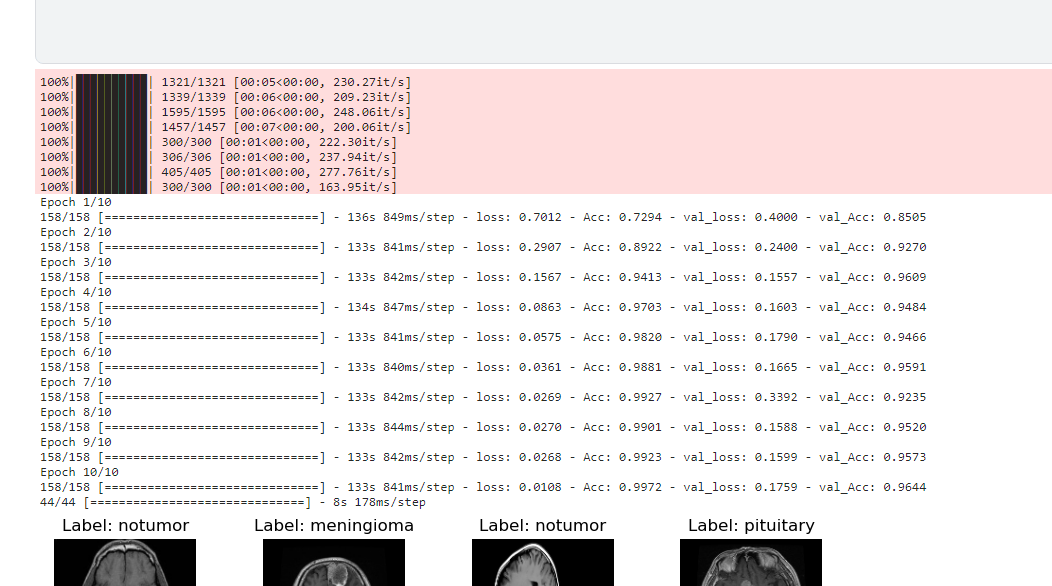 100%|██████████| 1321/1321 [00:05<00:00, 230.27it/s]
100%|██████████| 1339/1339 [00:06<00:00, 209.23it/s]
100%|██████████| 1595/1595 [00:06<00:00, 248.06it/s]
100%|██████████| 1457/1457 [00:07<00:00, 200.06it/s]
100%|██████████| 300/300 [00:01<00:00, 222.30it/s]
100%|██████████| 306/306 [00:01<00:00, 237.94it/s]
100%|██████████| 405/405 [00:01<00:00, 277.76it/s]
100%|██████████| 300/300 [00:01<00:00, 163.95it/s]
Epoch 1/10
158/158 [==============================] - 136s 849ms/step - loss: 0.7012 - Acc: 0.7294 - val_loss: 0.4000 - val_Acc: 0.8505
Epoch 2/10
158/158 [==============================] - 133s 841ms/step - loss: 0.2907 - Acc: 0.8922 - val_loss: 0.2400 - val_Acc: 0.9270
Epoch 3/10
158/158 [==============================] - 133s 842ms/step - loss: 0.1567 - Acc: 0.9413 - val_loss: 0.1557 - val_Acc: 0.9609
Epoch 4/10
158/158 [==============================] - 134s 847ms/step - loss: 0.0863 - Acc: 0.9703 - val_loss: 0.1603 - val_Acc: 0.9484
Epoch 5/10
158/158 [==============================] - 133s 841ms/step - loss: 0.0575 - Acc: 0.9820 - val_loss: 0.1790 - val_Acc: 0.9466
Epoch 6/10
158/158 [==============================] - 133s 840ms/step - loss: 0.0361 - Acc: 0.9881 - val_loss: 0.1665 - val_Acc: 0.9591
Epoch 7/10
158/158 [==============================] - 133s 842ms/step - loss: 0.0269 - Acc: 0.9927 - val_loss: 0.3392 - val_Acc: 0.9235
Epoch 8/10
158/158 [==============================] - 133s 844ms/step - loss: 0.0270 - Acc: 0.9901 - val_loss: 0.1588 - val_Acc: 0.9520
Epoch 9/10
158/158 [==============================] - 133s 842ms/step - loss: 0.0268 - Acc: 0.9923 - val_loss: 0.1599 - val_Acc: 0.9573
Epoch 10/10
158/158 [==============================] - 133s 841ms/step - loss: 0.0108 - Acc: 0.9972 - val_loss: 0.1759 - val_Acc: 0.9644
44/44 [==============================] - 8s 178ms/step
Label: notumor Label: meningioma Label: notumor Label: pituitary